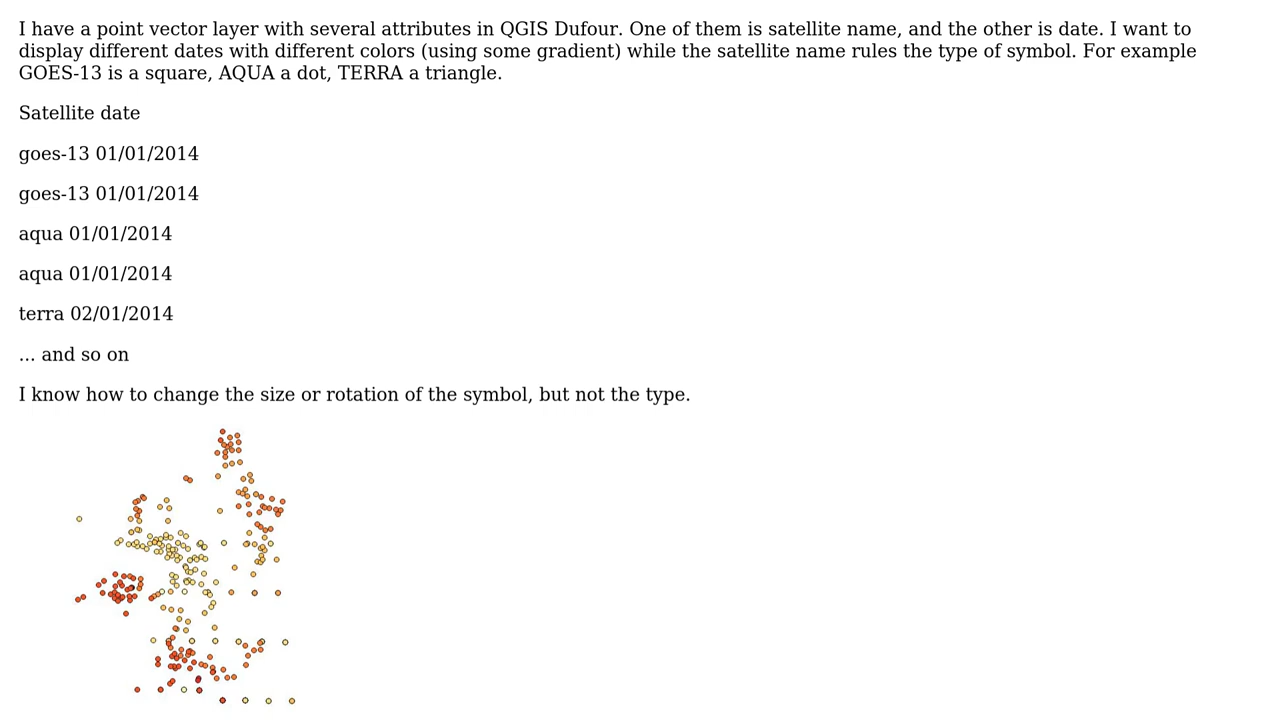 I have a point vector layer with several attributes in QGIS Dufour. One of them is satellite name, and the other is date. I want to
display different dates with different colors (using some gradient) while the satellite name rules the type of symbol. For example
GOES-13 is a square, AQUA a dot, TERRA a triangle.
Satellite date
goes-13 01/01/2014
goes-13 01/01/2014
aqua 01/01/2014
aqua 01/01/2014
terra 02/01/2014
... and so on
I know how to change the size or rotation of the symbol, but not the type.